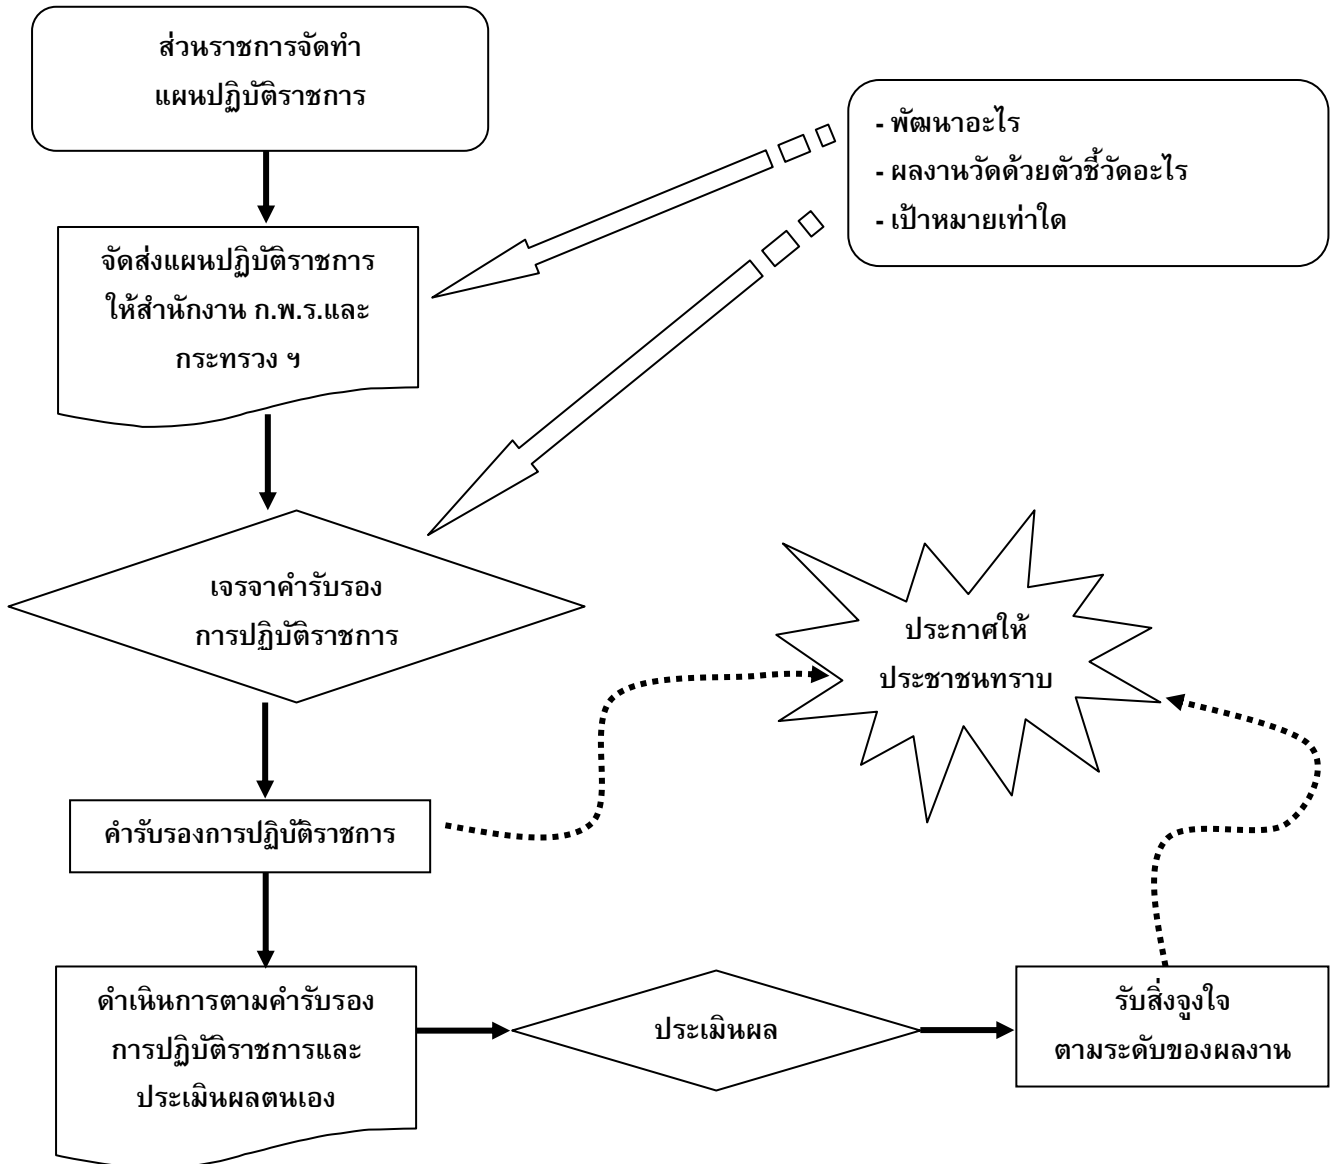 ส่วนราชการจัดทำ
แผนปฏิบัติราชการ
- พัฒนาอะไร
- ผลงานวัดด้วยตัวชี้วัดอะไร
- เป้าหมายเท่าใด
จัดส่งแผนปฏิบัติราชการ
ให้สำนักงาน ก.พ.ร.และ
กระทรวง ฯ
เจรจาคำรับรอง
การปฏิบัติราชการ
ประกาศให้
ประชาชนทราบ
คำรับรองการปฏิบัติราชการ
ดำเนินการตามคำรับรอง
การปฏิบัติราชการและ
ประเมินผลตนเอง
ประเมินผล
รับสิ่งจูงใจ
ตามระดับของผลงาน